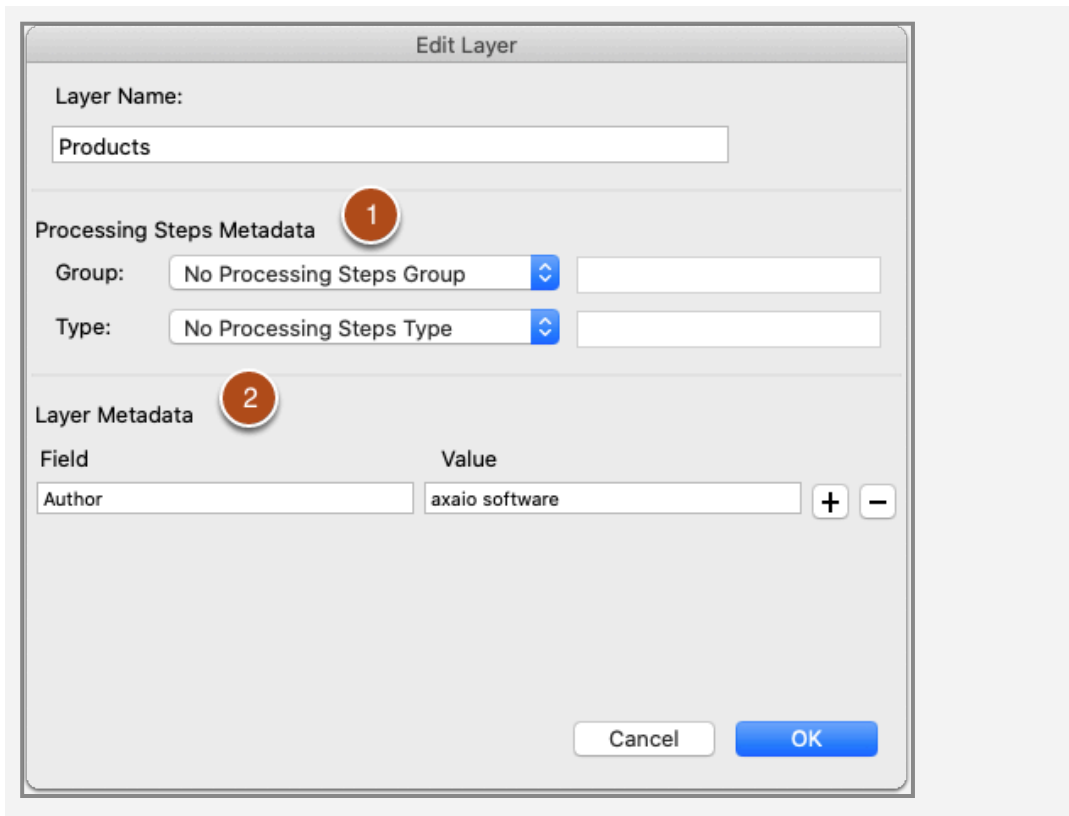 Edit Layer
Layer Name:
Products
1
Processing Steps Metadata
Group: No Processing Steps Group
Type: No Processing Steps Type
2
Layer Metadata
Field Value
Author axaio software + −
Cancel OK